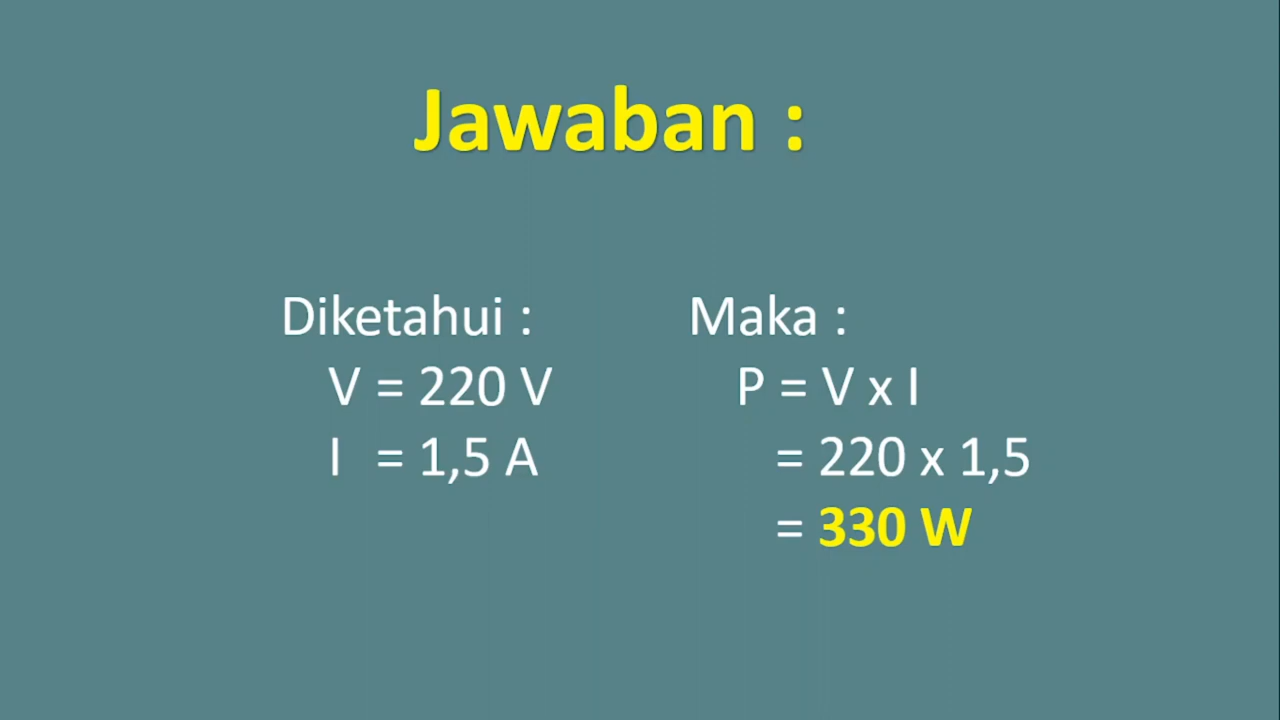 Jawaban :
Diketahui :
V = 220 V
I = 1,5 A
Maka :
P = V x I
= 220 x 1,5
= 330 W